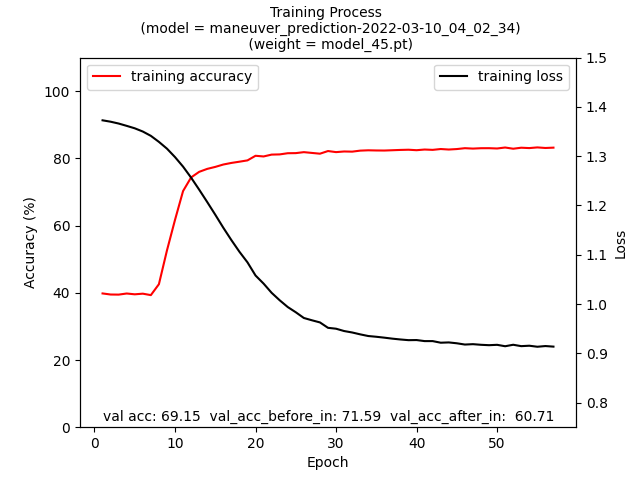 Training Process
(model = maneuver_prediction-2022-03-10_04_02_34)
(weight = model_45.pt)
training accuracy
training loss
Accuracy (%)
100
80
60
40
20
0
1.5
1.4
1.3
1.2
1.1
1.0
0.9
0.8
Loss
val acc: 69.15 val_acc_before_in: 71.59 val_acc_after_in: 60.71
0 10 20 30 40 50
Epoch